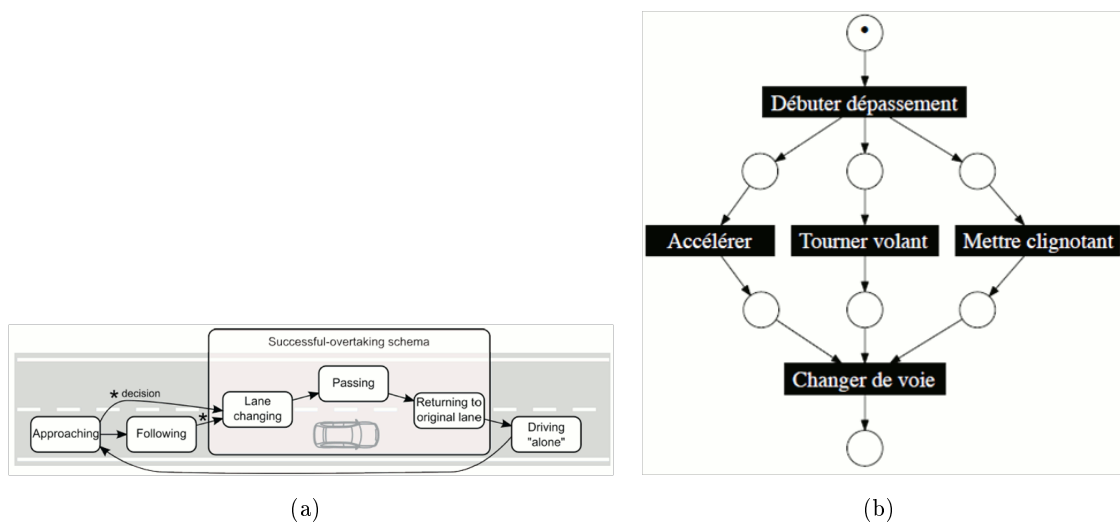 Successful-overtaking schema
* decision
Approaching
Following
*
Lane
changing
Passing
Returning to
original lane
Driving
"alone"
(a)
Débuter dépassement
Accélérer
Tourner volant
Mettre clignotant
Changer de voie
(b)